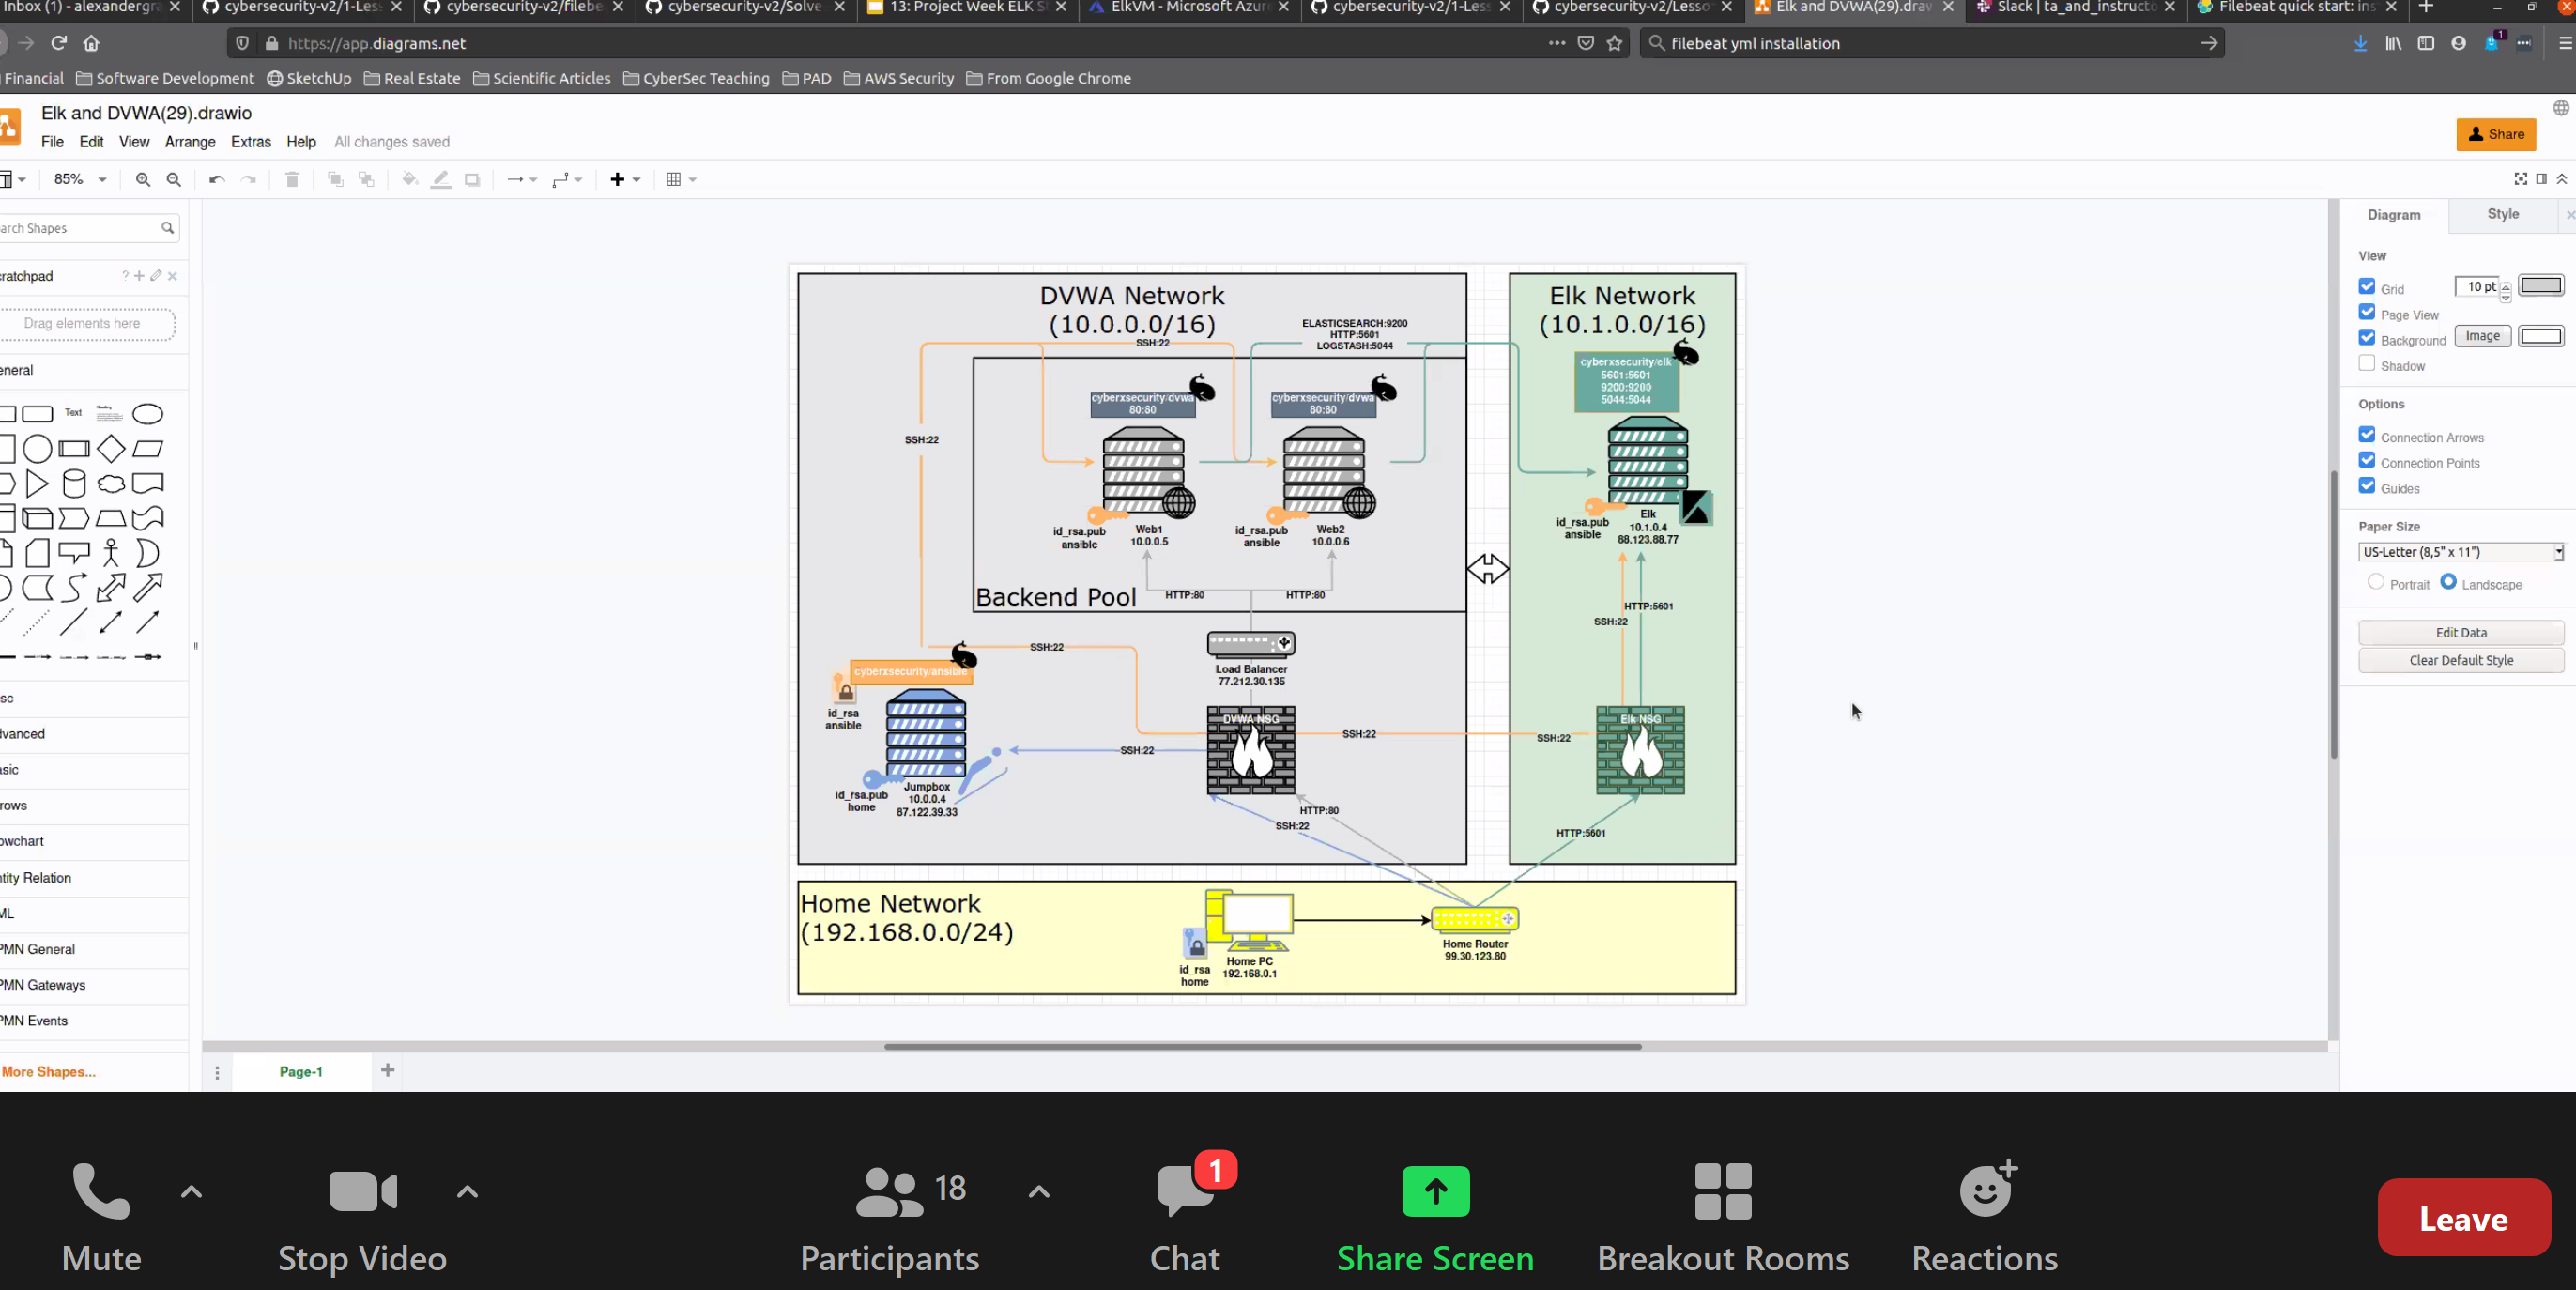 Inbox (1) - alexandergra
cybersecurity-v2/1-Less
cybersecurity-v2/filebe
cybersecurity-v2/Solve
13: Project Week ELK S
ElkVM - Microsoft Azur
cybersecurity-v2/1-Less
cybersecurity-v2/Lesso
Elk and DVWA(29).draw
Slack | ta_and_instructo
Filebeat quick start: ins
https://app.diagrams.net
filebeat yml installation
1
Financial
Software Development
SketchUp
Real Estate
Scientific Articles
CyberSec Teaching
PAD
AWS Security
From Google Chrome
Elk and DVWA(29).drawio
File Edit View Arrange Extras Help All changes saved
Share
85%
arch Shapes
cratchpad
?
Drag elements here
eneral
Text
Heading
sc
dvanced
asic
rrows
owchart
ntity Relation
ML
PMN General
PMN Gateways
PMN Events
More Shapes...
Page-1
DVWA Network
(10.0.0.0/16)
SSH:22
ELASTICSEARCH:9200
HTTP:5601
LOGSTASH:5044
Elk Network
(10.1.0.0/16)
cyberxsecurity/elk
5601:5601
9200:9200
5044:5044
cyberxsecurity/dvwa
80:80
cyberxsecurity/dvwa
80:80
SSH:22
id_rsa.pub
ansible
Web1
10.0.0.5
id_rsa.pub
ansible
Web2
10.0.0.6
id_rsa.pub
ansible
Elk
10.1.0.4
88.123.88.77
Backend Pool
HTTP:80
HTTP:80
HTTP:5601
SSH:22
SSH:22
Load Balancer
77.212.30.135
cyberxsecurity/ansible
id_rsa
ansible
DVWA NSG
Elk NSG
SSH:22
SSH:22
SSH:22
id_rsa.pub
home
Jumpbox
10.0.0.4
87.122.39.33
HTTP:80
SSH:22
HTTP:5601
Home Network
(192.168.0.0/24)
id_rsa
home
Home PC
192.168.0.1
Home Router
99.30.123.80
Diagram
Style
View
Grid
10 pt
Page View
Background
Image
Shadow
Options
Connection Arrows
Connection Points
Guides
Paper Size
US-Letter (8,5" x 11")
Portrait
Landscape
Edit Data
Clear Default Style
Mute
Stop Video
18
Participants
1
Chat
Share Screen
Breakout Rooms
Reactions
Leave